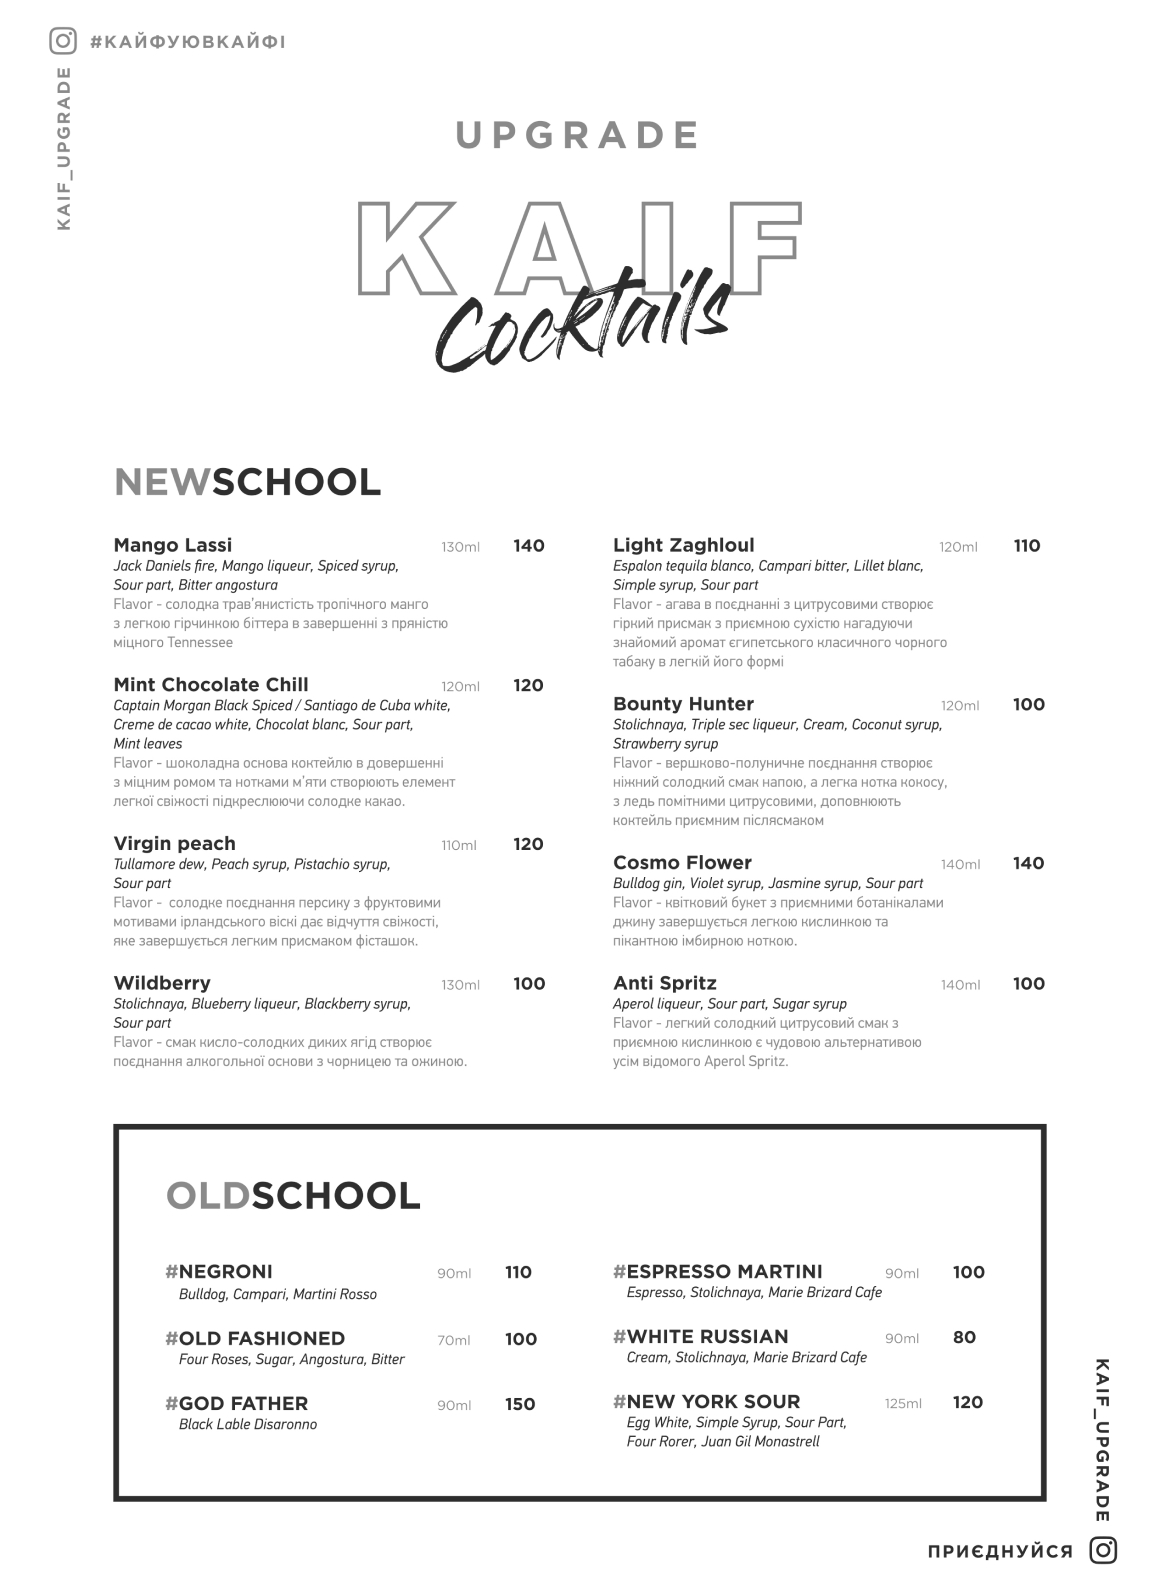 #КАЙФУЮВКАЙФІ
KAIF_UPGRADE
UPGRADE
KAIF
Cocktails
NEWSCHOOL
Mango Lassi 130ml 140
Jack Daniels fire, Mango liqueur, Spiced syrup,
Sour part, Bitter angostura
Flavor - солодка трав’янистість тропічного манго
з легкою гірчинкою біттера в завершенні з пряністю
міцного Tennessee
Mint Chocolate Chill 120ml 120
Captain Morgan Black Spiced / Santiago de Cuba white,
Creme de cacao white, Chocolat blanc, Sour part,
Mint leaves
Flavor - шоколадна основа коктейлю в довершенні
з міцним ромом та нотками м’яти створюють елемент
легкої свіжості підкреслюючи солодке какао.
Virgin peach 110ml 120
Tullamore dew, Peach syrup, Pistachio syrup,
Sour part
Flavor - солодке поєднання персику з фруктовими
мотивами ірландського віскі дає відчуття свіжості,
яке завершується легким присмаком фісташок.
Wildberry 130ml 100
Stolichnaya, Blueberry liqueur, Blackberry syrup,
Sour part
Flavor - смак кисло-солодких диких ягід створює
поєднання алкогольної основи з чорницею та ожиною.
Light Zaghloul 120ml 110
Espalon tequila blanco, Campari bitter, Lillet blanc,
Simple syrup, Sour part
Flavor - агава в поєднанні з цитрусовими створює
гіркий присмак з приємною сухістю нагадуючи
знайомий аромат єгипетського класичного чорного
табаку в легкій його формі
Bounty Hunter 120ml 100
Stolichnaya, Triple sec liqueur, Cream, Coconut syrup,
Strawberry syrup
Flavor - вершково-полуничне поєднання створює
ніжний солодкий смак напою, а легка нотка кокосу,
з ледь помітними цитрусовими, доповнюють
коктейль приємним післясмаком
Cosmo Flower 140ml 140
Bulldog gin, Violet syrup, Jasmine syrup, Sour part
Flavor - квітковий букет з приємними ботанікалами
джину завершується легкою кислинкою та
пікантною імбирною ноткою.
Anti Spritz 140ml 100
Aperol liqueur, Sour part, Sugar syrup
Flavor - легкий солодкий цитрусовий смак з
приємною кислинкою є чудовою альтернативою
усім відомого Aperol Spritz.
OLDSCHOOL
#NEGRONI 90ml 110
Bulldog, Campari, Martini Rosso
#OLD FASHIONED 70ml 100
Four Roses, Sugar, Angostura, Bitter
#GOD FATHER 90ml 150
Black Lable Disaronno
#ESPRESSO MARTINI 90ml 100
Espresso, Stolichnaya, Marie Brizard Cafe
#WHITE RUSSIAN 90ml 80
Cream, Stolichnaya, Marie Brizard Cafe
#NEW YORK SOUR 125ml 120
Egg White, Simple Syrup, Sour Part,
Four Rorer, Juan Gil Monastrell
KAIF_UPGRADE
ПРИЄДНУЙСЯ